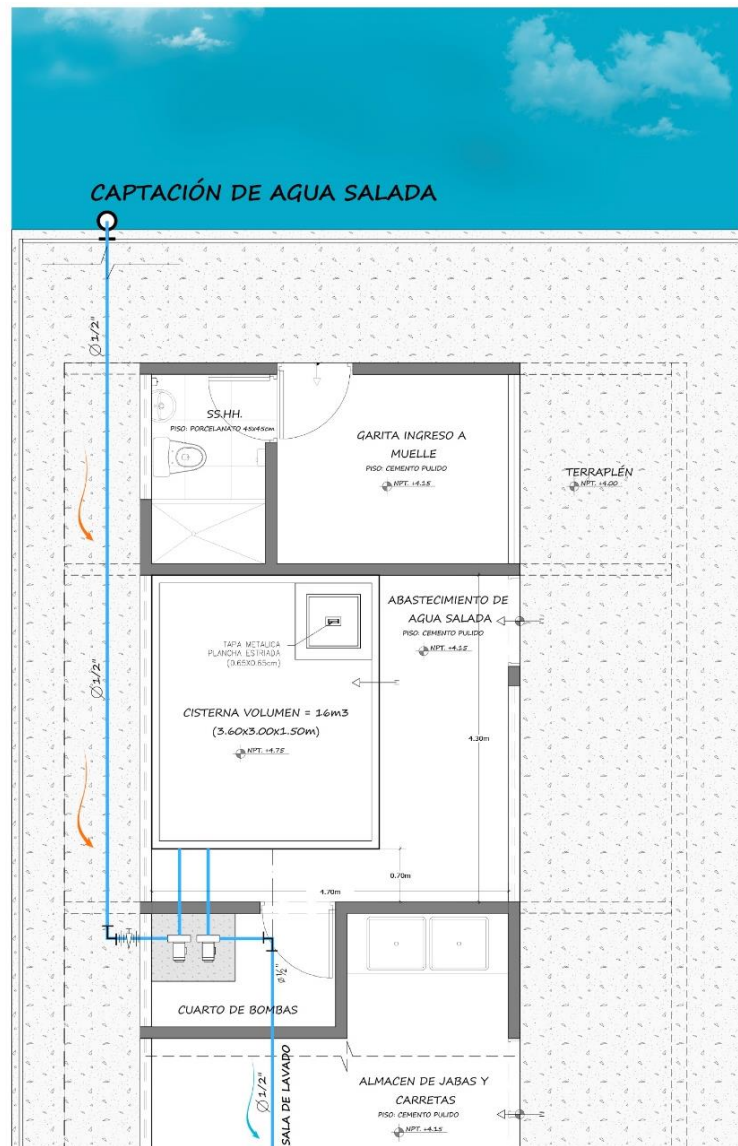 CAPTACIÓN DE AGUA SALADA
Ø1/2"
SS.HH.
PISO: PORCELANATO 45x45cm
GARITA INGRESO A
MUELLE
PISO: CEMENTO PULIDO
NPT. +4.15
TERRAPLÉN
NPT. +4.00
ABASTECIMIENTO DE
AGUA SALADA
PISO: CEMENTO PULIDO
NPT. +4.15
TAPA METALICA
PLANCHA ESTRIADA
(0.65X0.65cm)
Ø1/2"
CISTERNA VOLUMEN = 16m3
(3.60x3.00x1.50m)
NPT. +4.75
4.30m
0.70m
4.70m
Ø½"
CUARTO DE BOMBAS
Ø1/2"
SALA DE LAVADO
ALMACEN DE JABAS Y
CARRETAS
PISO: CEMENTO PULIDO
NPT. +4.15